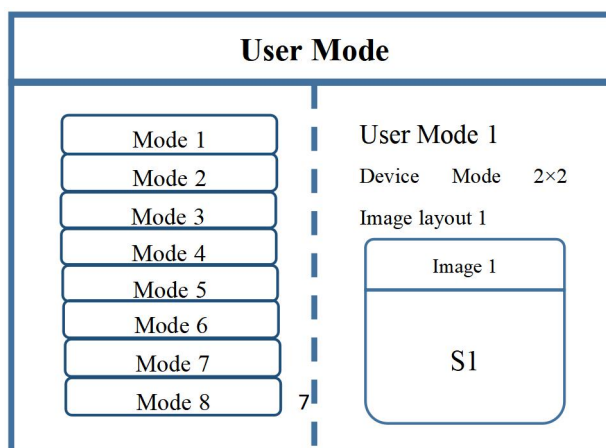 User Mode
Mode 1
Mode 2
Mode 3
Mode 4
Mode 5
Mode 6
Mode 7
Mode 8
7
User Mode 1
Device Mode 2×2
Image layout 1
Image 1
S1